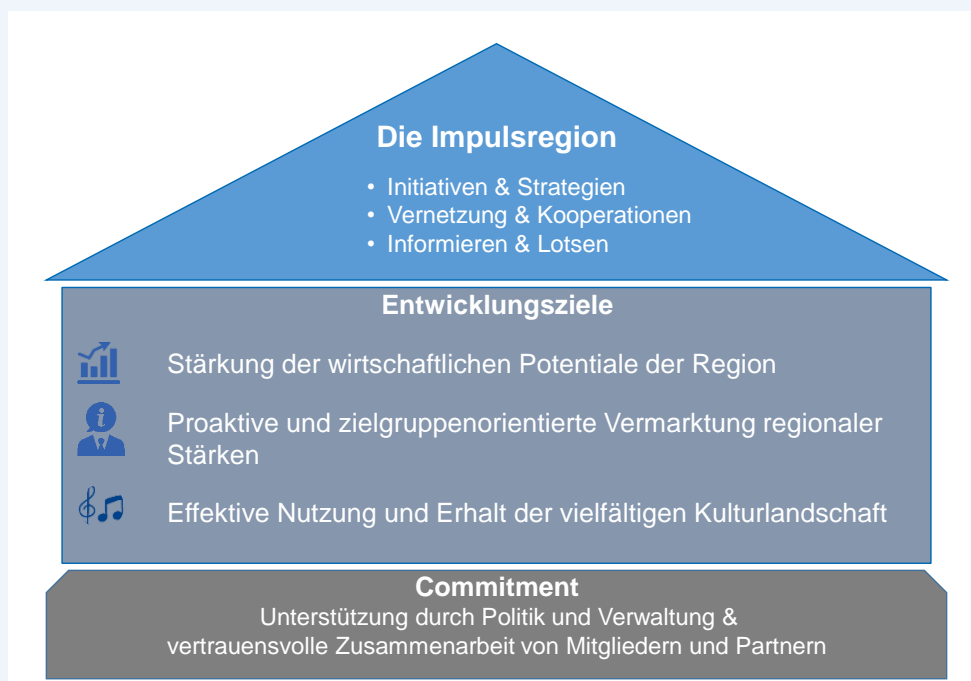 Die Impulsregion
• Initiativen & Strategien
• Vernetzung & Kooperationen
• Informieren & Lotsen
Entwicklungsziele
Stärkung der wirtschaftlichen Potentiale der Region
Proaktive und zielgruppenorientierte Vermarktung regionaler
Stärken
Effektive Nutzung und Erhalt der vielfältigen Kulturlandschaft
Commitment
Unterstützung durch Politik und Verwaltung &
vertrauensvolle Zusammenarbeit von Mitgliedern und Partnern